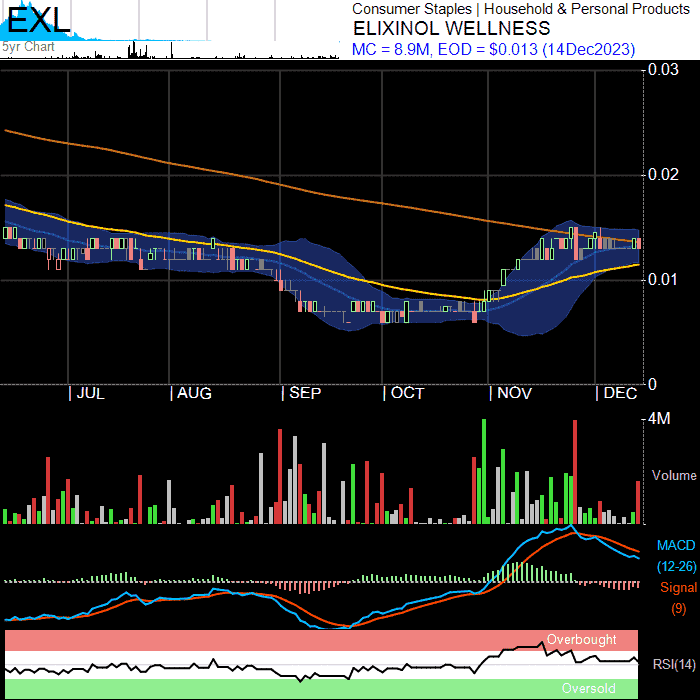 EXL
5yr Chart
Consumer Staples | Household & Personal Products
ELIXINOL WELLNESS
MC = 8.9M, EOD = $0.013 (14Dec2023)
0.03
0.02
0.01
0
| JUL | AUG | SEP | OCT | NOV | DEC
4M
Volume
MACD
(12-26)
Signal
(9)
Overbought
RSI(14)
Oversold